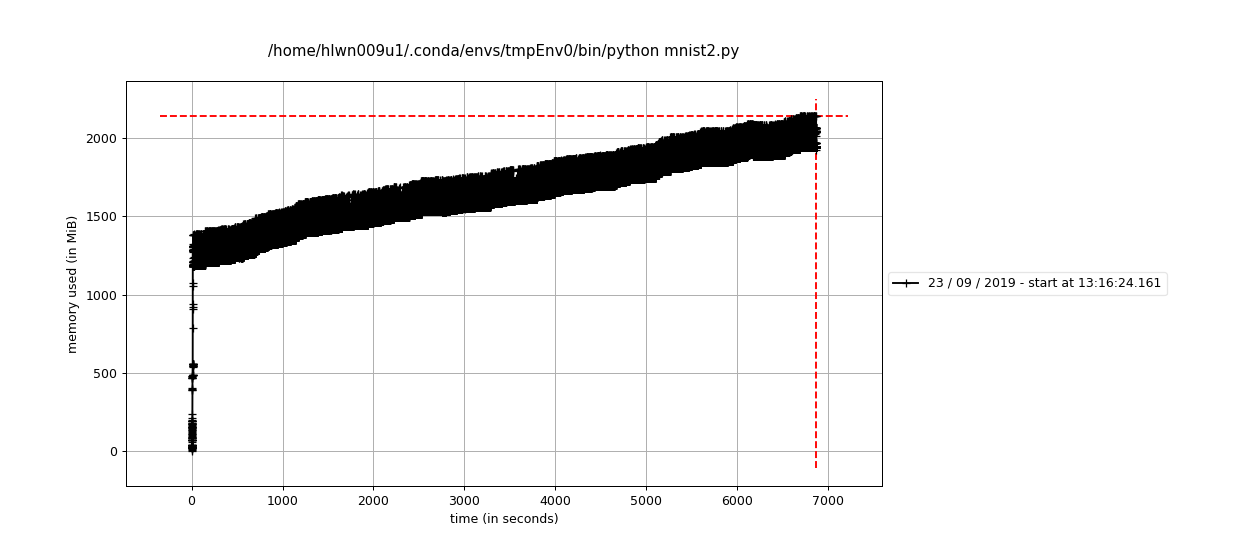 /home/hlwn009u1/.conda/envs/tmpEnv0/bin/python mnist2.py
2000
1500
1000
500
0
memory used (in MiB)
0 1000 2000 3000 4000 5000 6000 7000
time (in seconds)
23 / 09 / 2019 - start at 13:16:24.161